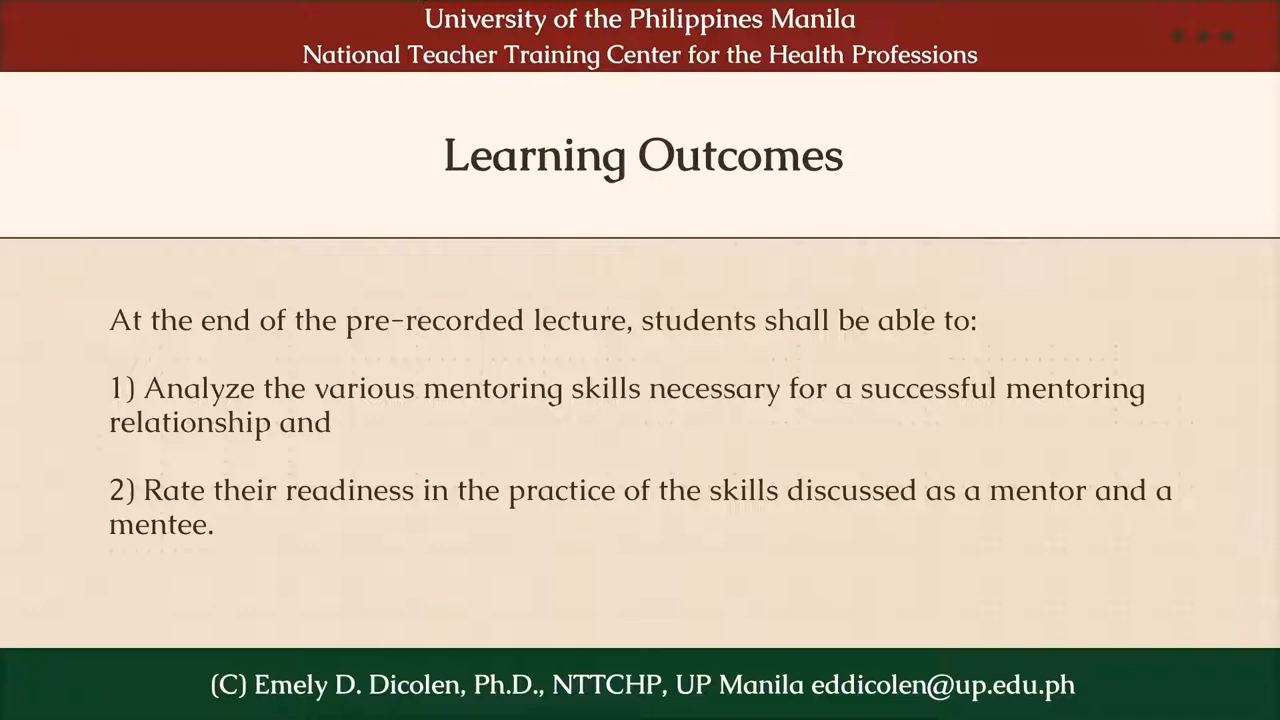 University of the Philippines Manila
National Teacher Training Center for the Health Professions
Learning Outcomes
At the end of the pre-recorded lecture, students shall be able to:
1) Analyze the various mentoring skills necessary for a successful mentoring
relationship and
2) Rate their readiness in the practice of the skills discussed as a mentor and a
mentee.
(C) Emely D. Dicolen, Ph.D., NTTCHP, UP Manila eddicolen@up.edu.ph